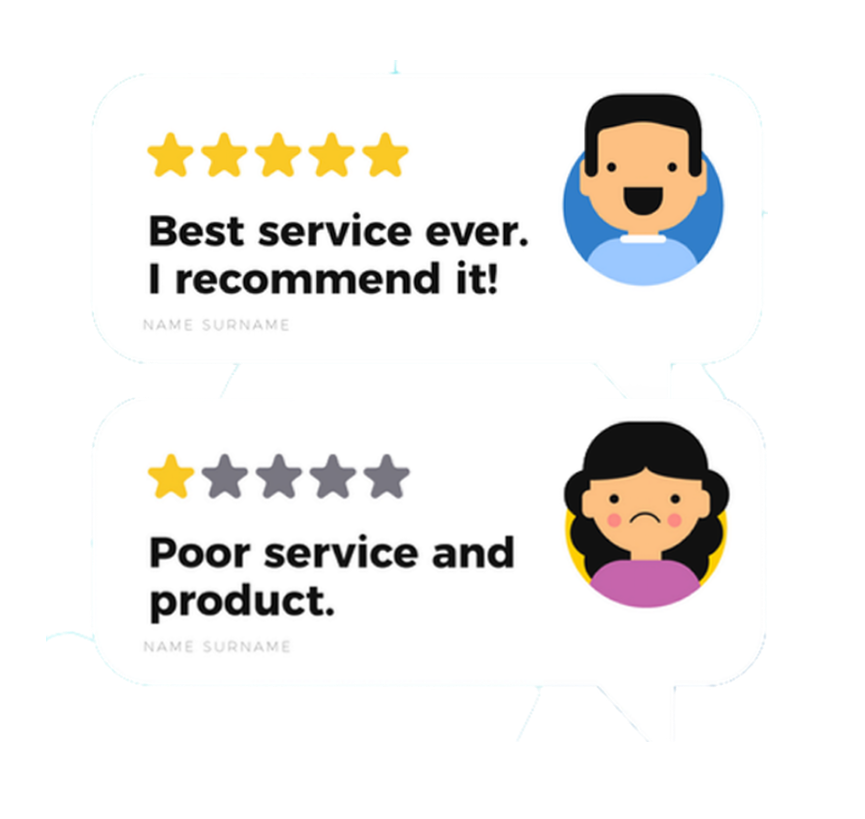 Best service ever.
I recommend it!
NAME SURNAME
Poor service and
product.
NAME SURNAME